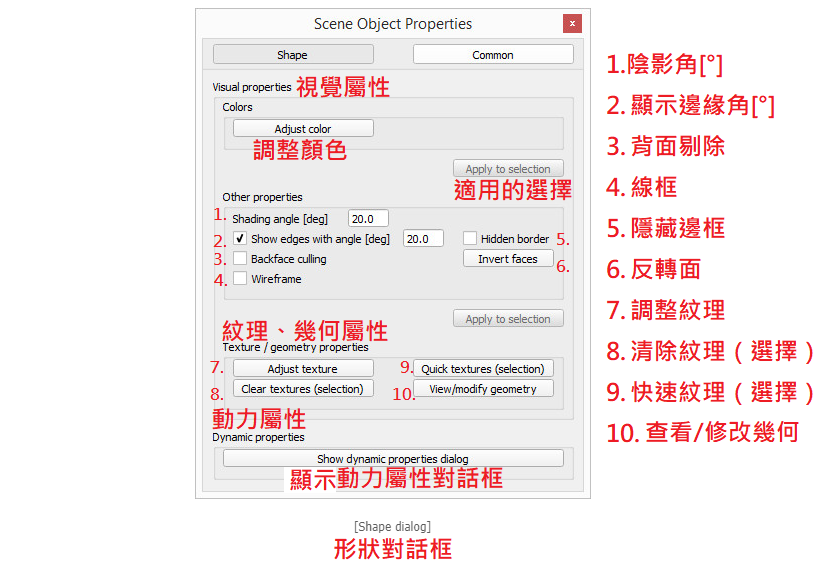 Scene Object Properties
x
Shape
Common
Visual properties 視覺屬性
Colors
Adjust color
調整顏色
Apply to selection
適用的選擇
Other properties
1. Shading angle [deg] 20.0
2. Show edges with angle [deg] 20.0 Hidden border 5.
3. Backface culling Invert faces 6.
4. Wireframe
Apply to selection
紋理、幾何屬性
Texture / geometry properties
7. Adjust texture 9. Quick textures (selection)
8. Clear textures (selection) 10. View/modify geometry
動力屬性
Dynamic properties
Show dynamic properties dialog
顯示動力屬性對話框
[Shape dialog]
形狀對話框
1.陰影角[°]
2. 顯示邊緣角[°]
3. 背面剔除
4. 線框
5. 隱藏邊框
6. 反轉面
7. 調整紋理
8. 清除紋理（選擇）
9. 快速紋理（選擇）
10. 查看/修改幾何